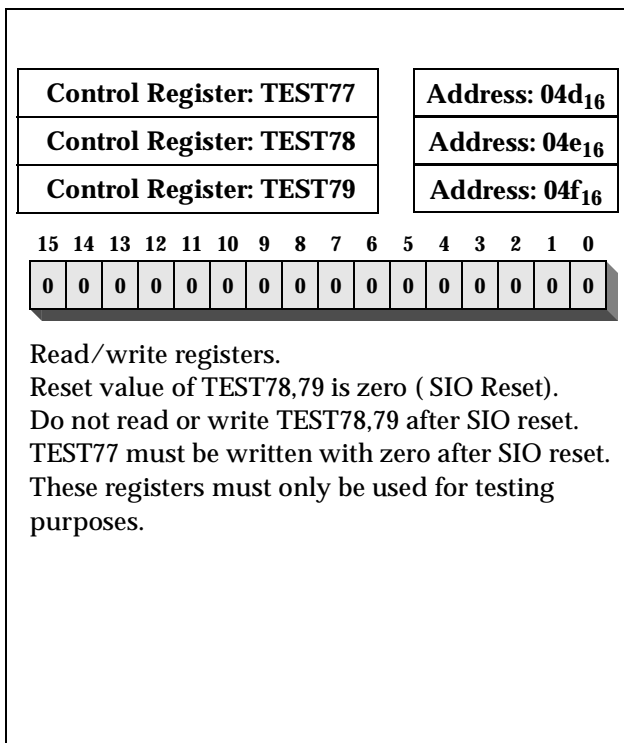 Control Register: TEST77 Address: 04d16
Control Register: TEST78 Address: 04e16
Control Register: TEST79 Address: 04f16
15 14 13 12 11 10 9 8 7 6 5 4 3 2 1 0
0 0 0 0 0 0 0 0 0 0 0 0 0 0 0 0
Read/write registers.
Reset value of TEST78,79 is zero ( SIO Reset).
Do not read or write TEST78,79 after SIO reset.
TEST77 must be written with zero after SIO reset.
These registers must only be used for testing
purposes.